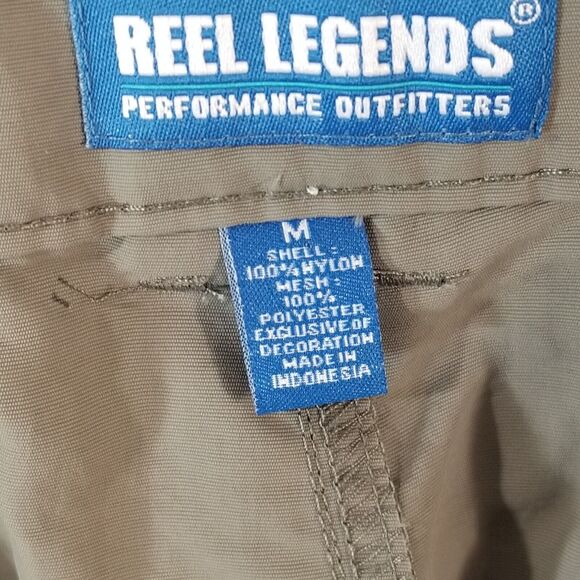 REEL LEGENDS®
PERFORMANCE OUTFITTERS
M
SHELL:
100% NYLON
MESH:
100%
POLYESTER
EXCLUSIVE OF
DECORATION
MADE IN
INDONESIA